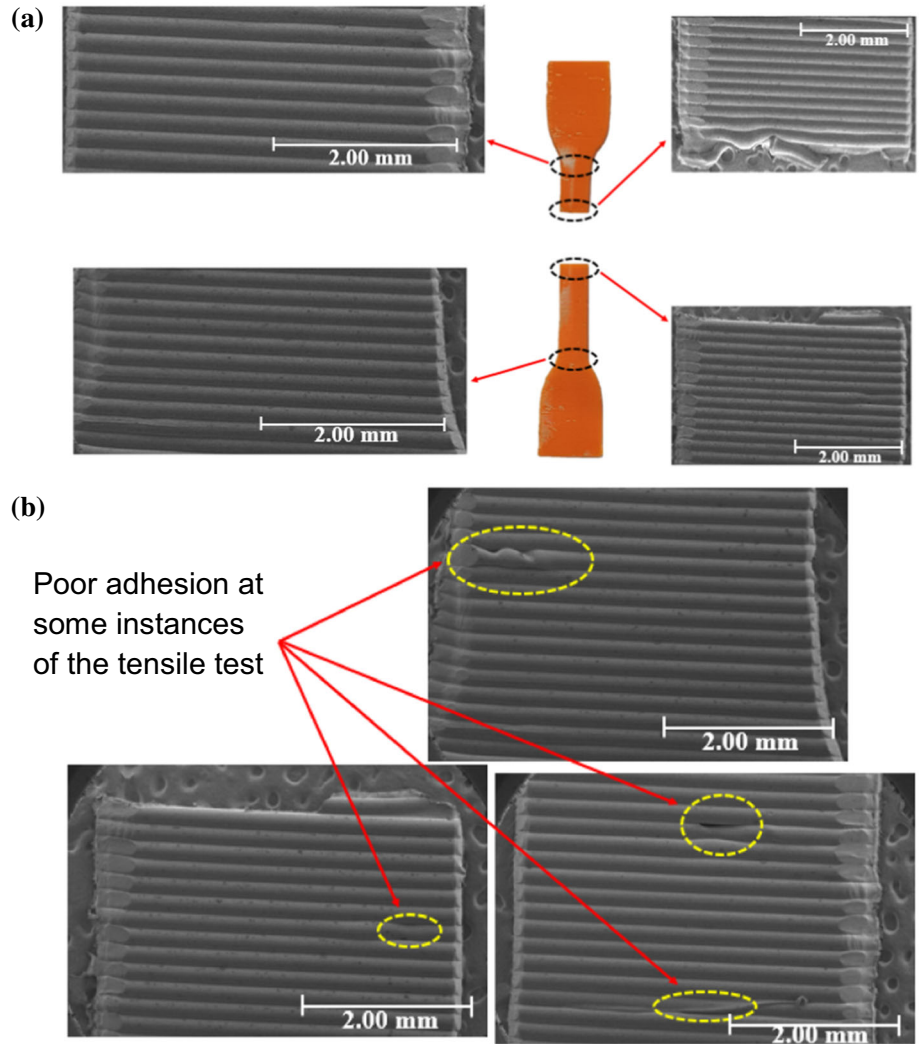 (a)
2.00 mm
2.00 mm
2.00 mm
2.00 mm
(b)
Poor adhesion at
some instances
of the tensile test
2.00 mm
2.00 mm
2.00 mm